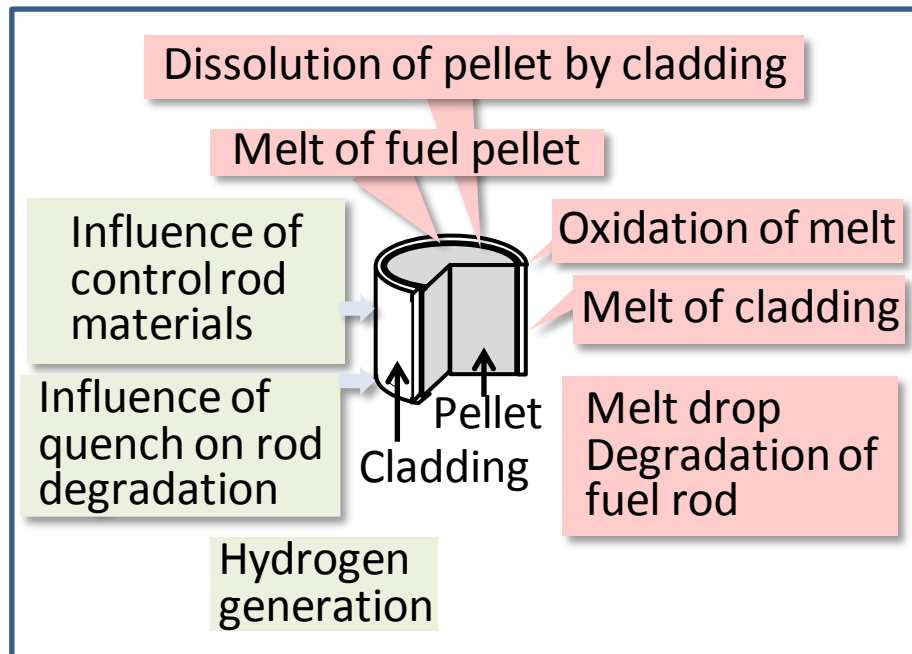 Dissolution of pellet by cladding
Melt of fuel pellet
Influence of
control rod
materials
Oxidation of melt
Melt of cladding
Influence of
quench on rod
degradation
Pellet
Cladding
Melt drop
Degradation of
fuel rod
Hydrogen
generation